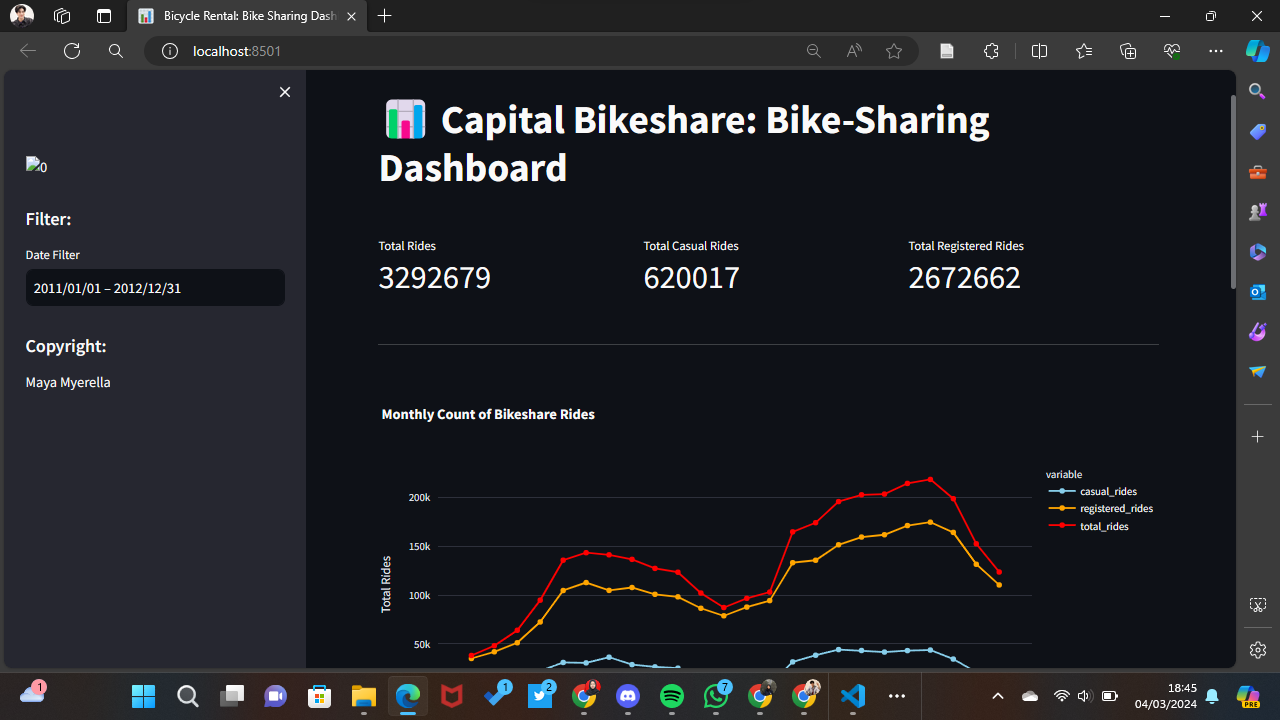 Bicycle Rental: Bike Sharing Dash
localhost:8501
0
Filter:
Date Filter
2011/01/01 – 2012/12/31
Copyright:
Maya Myerella
Capital Bikeshare: Bike-Sharing
Dashboard
Total Rides
3292679
Total Casual Rides
620017
Total Registered Rides
2672662
Monthly Count of Bikeshare Rides
variable
casual_rides
registered_rides
total_rides
Total Rides
200k
150k
100k
50k
1
1
2
7
18:45
04/03/2024
PRE